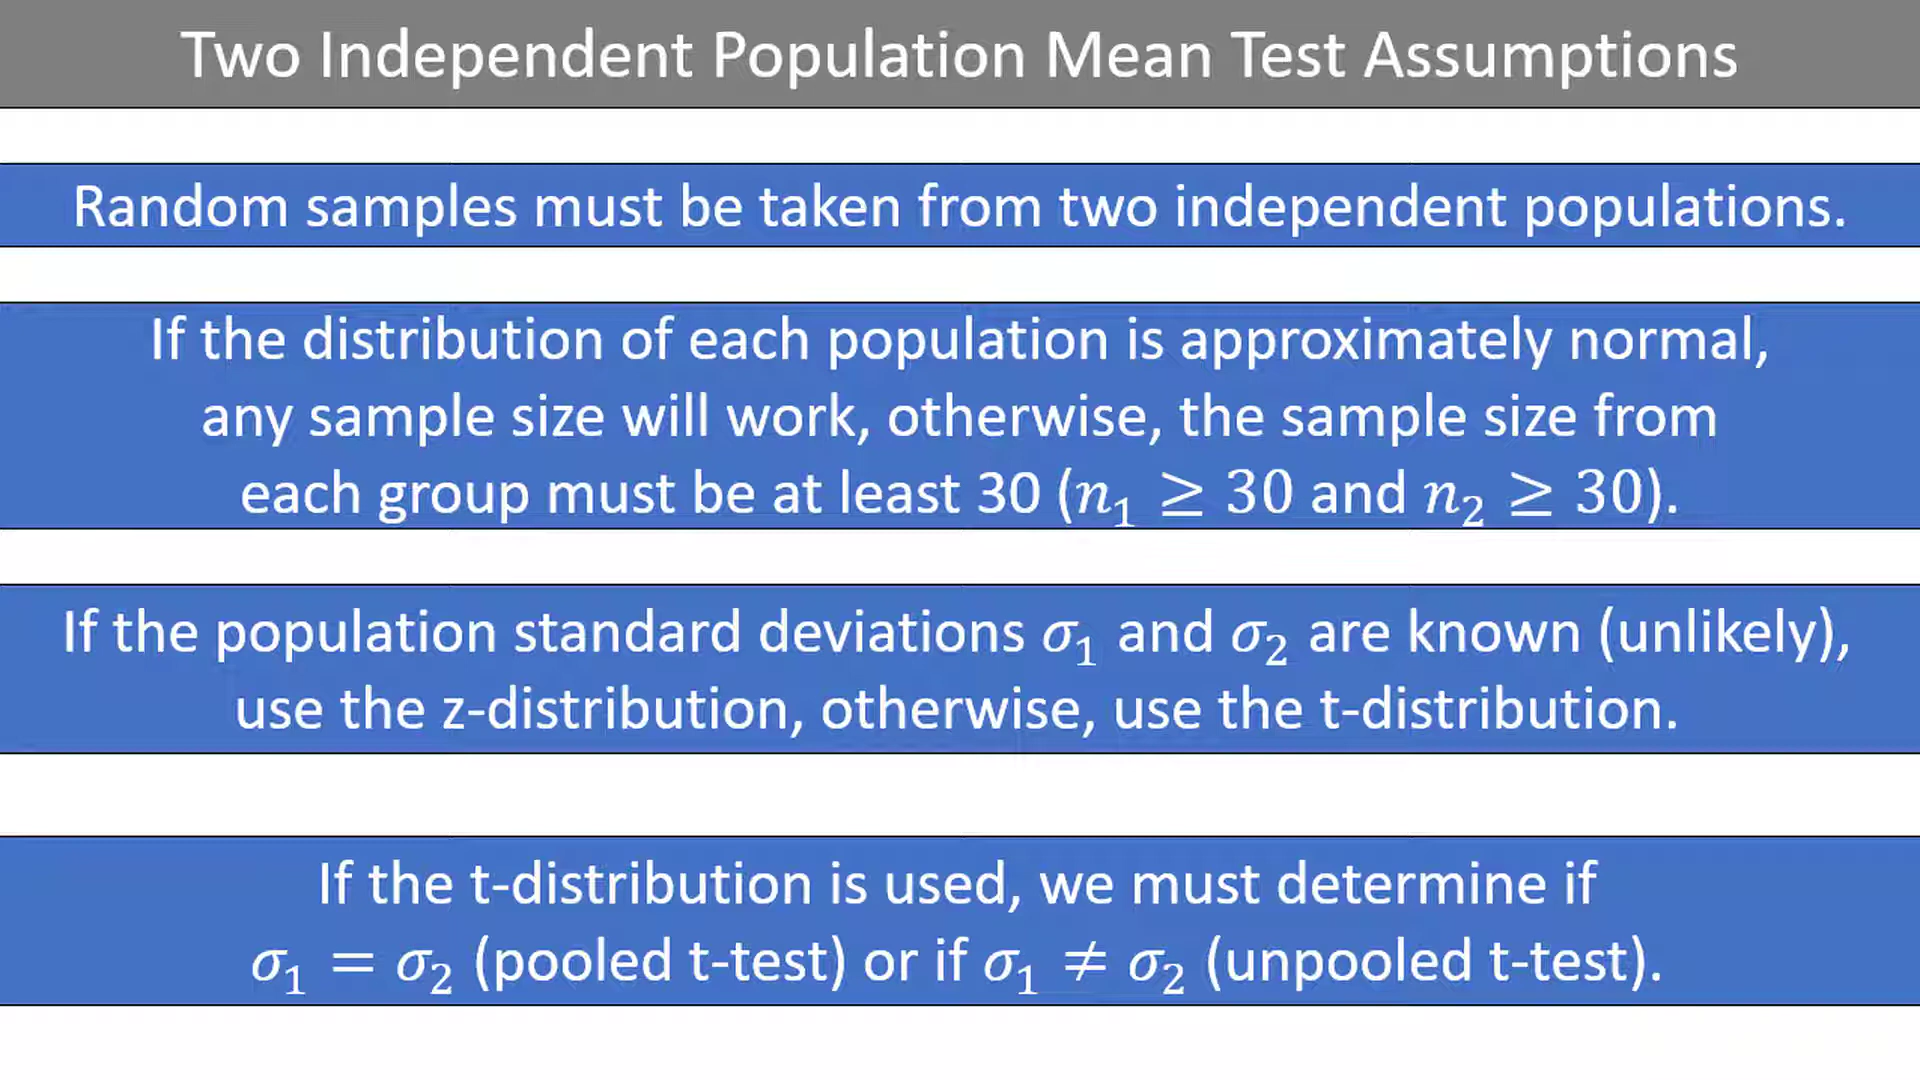 Two Independent Population Mean Test Assumptions
Random samples must be taken from two independent populations.
If the distribution of each population is approximately normal,
any sample size will work, otherwise, the sample size from
each group must be at least 30 (n₁ ≥ 30 and n₂ ≥ 30).
If the population standard deviations σ₁ and σ₂ are known (unlikely),
use the z-distribution, otherwise, use the t-distribution.
If the t-distribution is used, we must determine if
σ₁ = σ₂ (pooled t-test) or if σ₁ ≠ σ₂ (unpooled t-test).